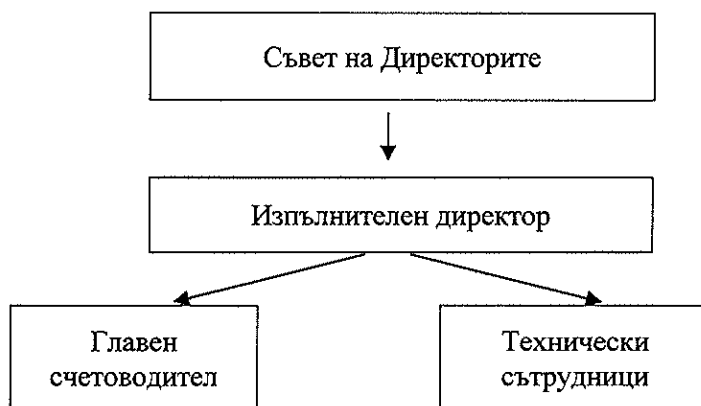 Съвет на Директорите
Изпълнителен директор
Главен
счетоводител
Технически
сътрудници